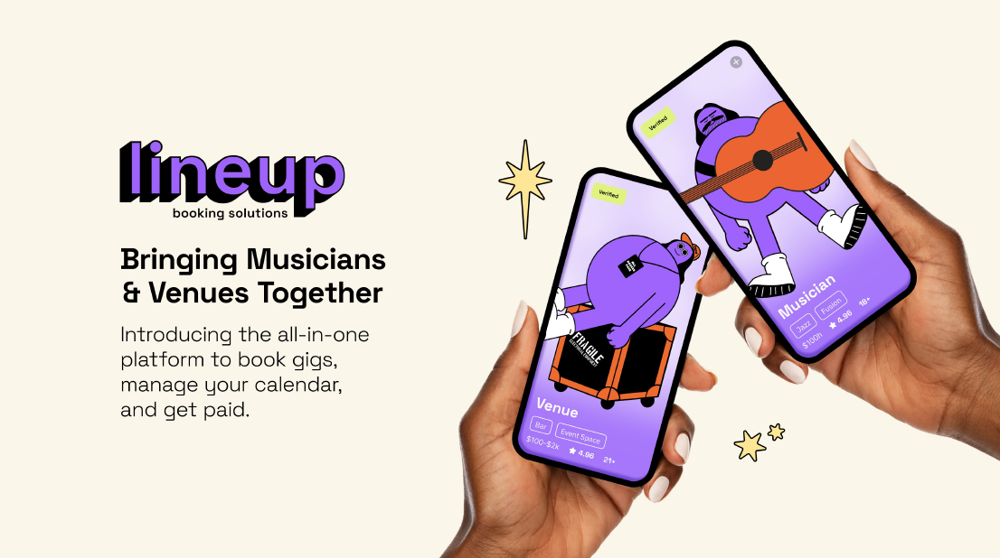 lineup
booking solutions
Bringing Musicians
& Venues Together
Introducing the all-in-one
platform to book gigs,
manage your calendar,
and get paid.
Verified
FRAGILE
Venue
Bar
Event Space
$100-$2k ★ 4.96 21+
Verified
Musician
Jazz
Fusion
$100h ★ 4.96 18+